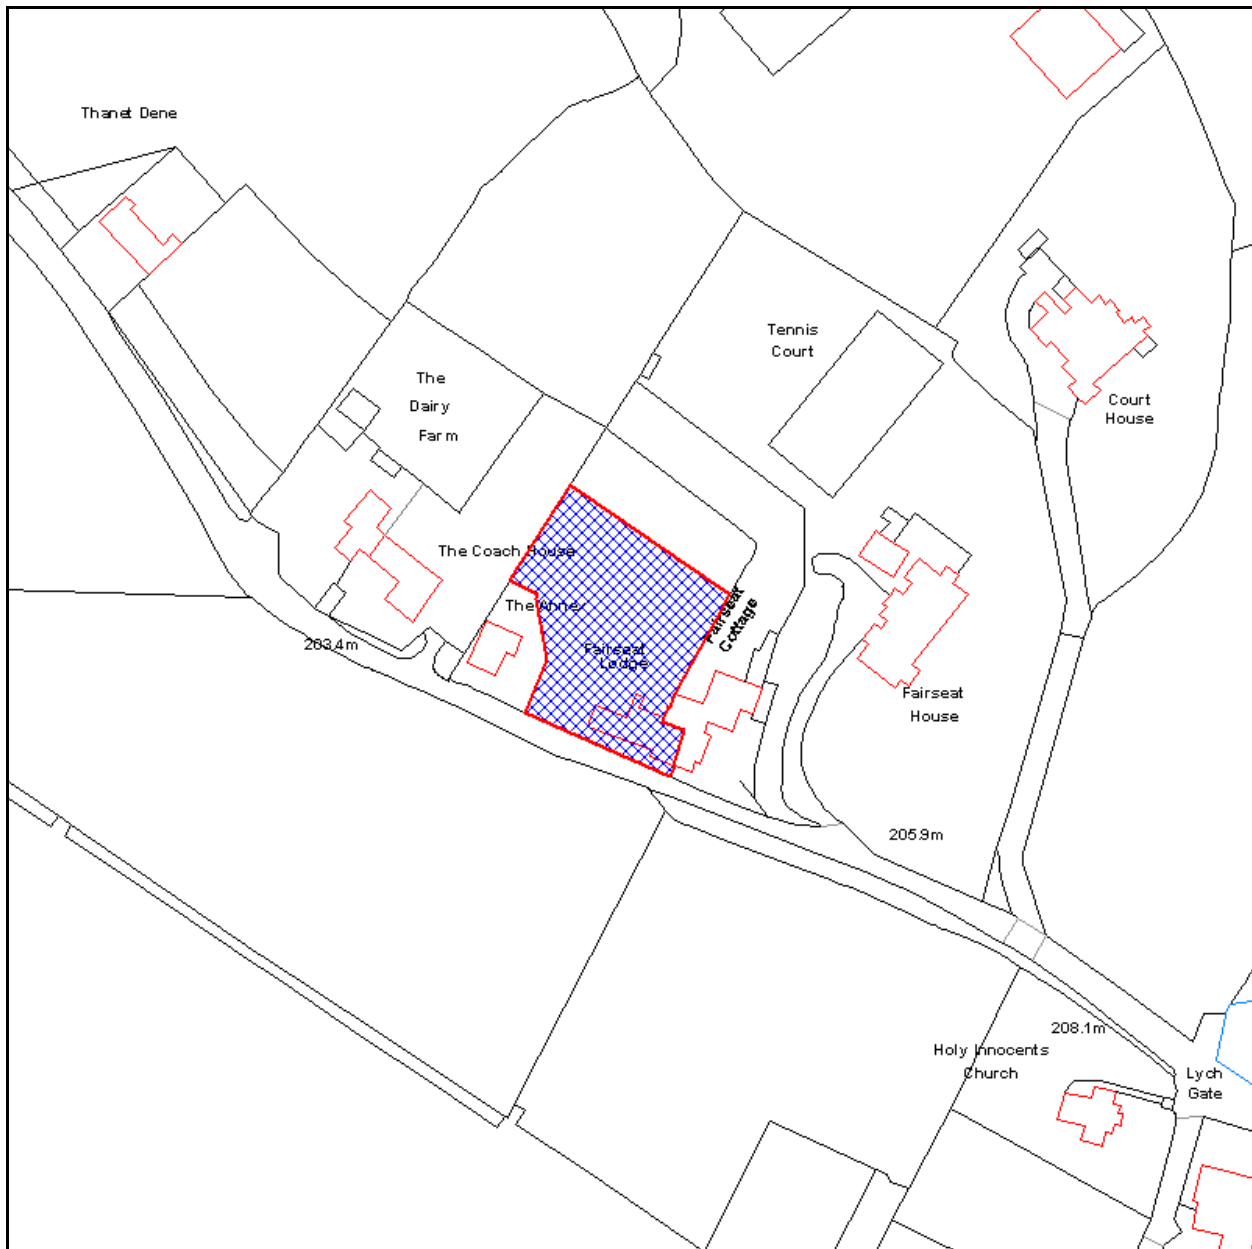 Thanet Dene
Tennis
Court
The
Dairy
Farm
Court
House
The Coach House
The Annex
Fairseat
Cottage
203.4m
Fairseat
Lodge
Fairseat
House
205.9m
208.1m
Holy Innocents
Church
Lych
Gate